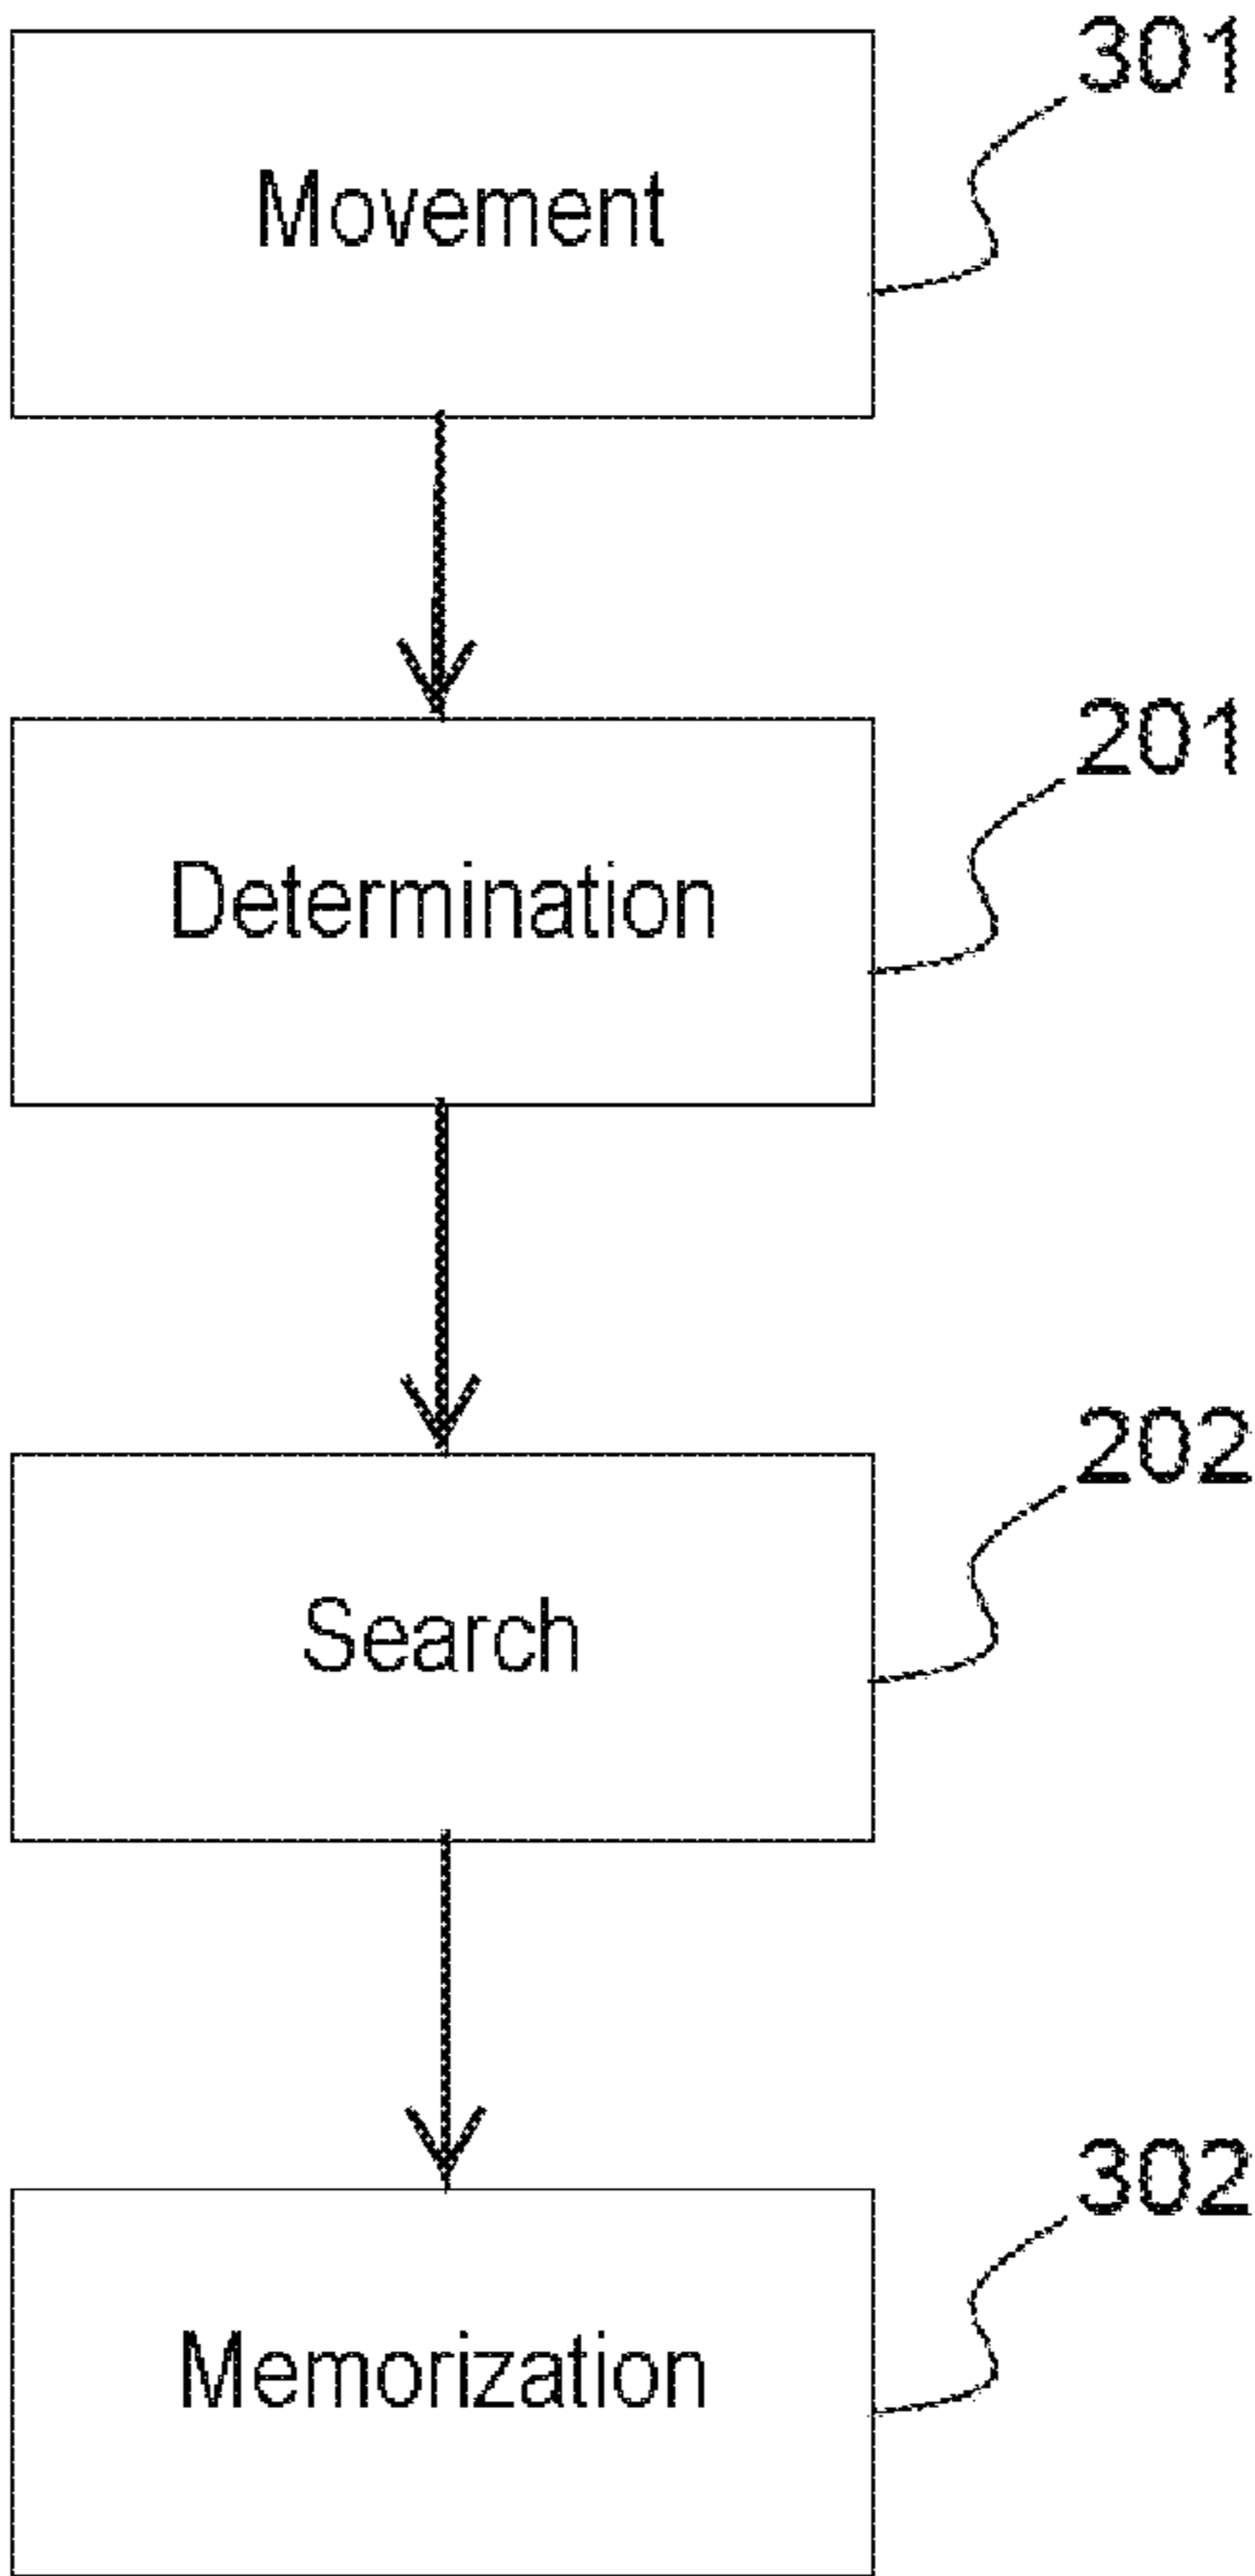 301
Movement
201
Determination
202
Search
302
Memorization